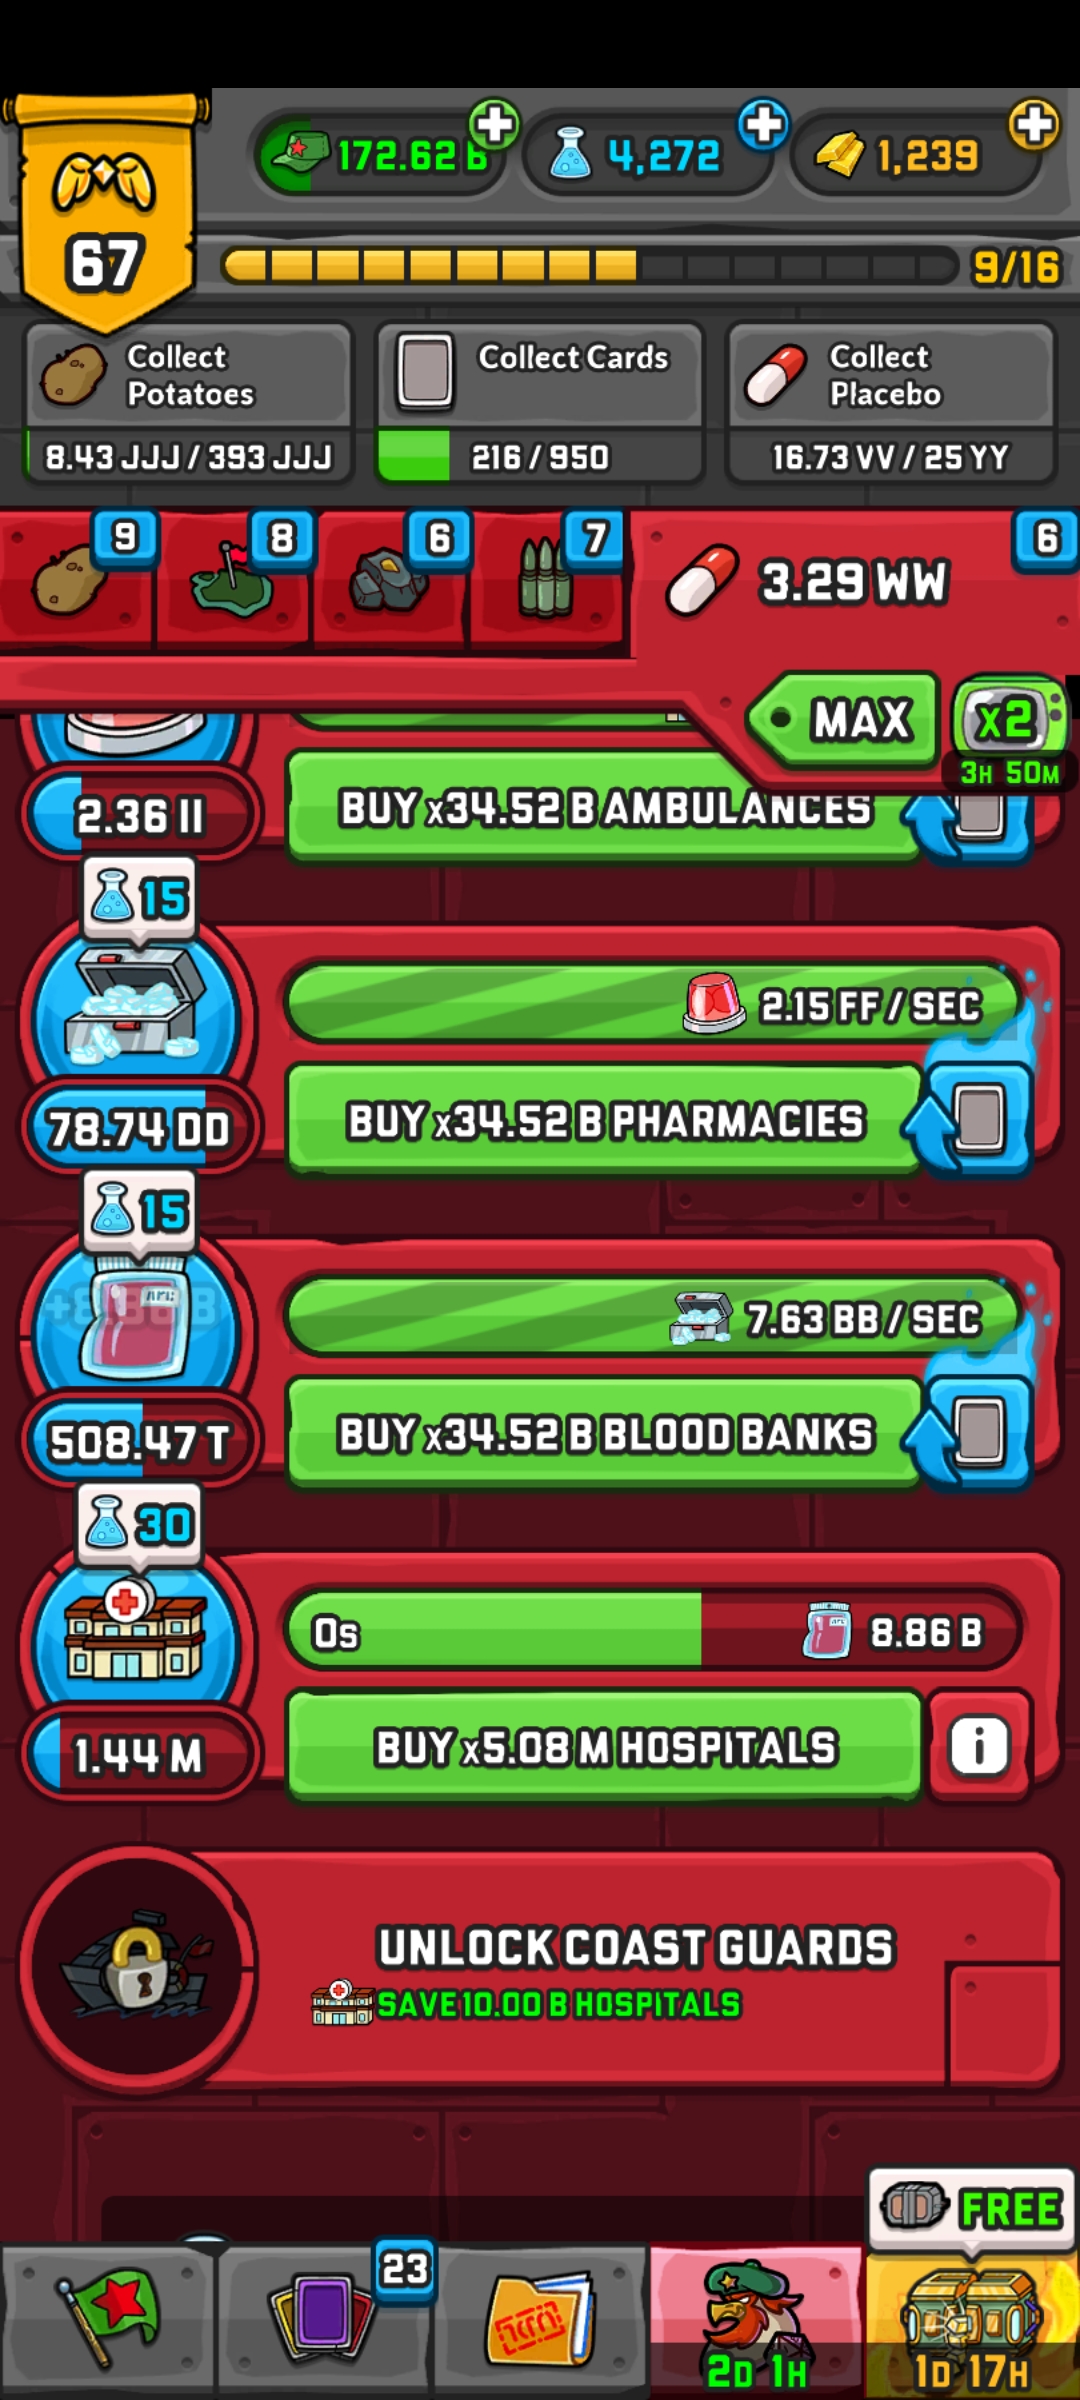 172.62 B
4,272
1,239
67
9/16
Collect
Potatoes
8.43 JJJ / 393 JJJ
Collect Cards
216 / 950
Collect
Placebo
16.73 VV / 25 YY
9
8
6
7
3.29 WW
6
MAX
x2
3H 50M
2.36 II
BUY x34.52 B AMBULANCES
15
2.15 FF / SEC
78.74 DD
BUY x34.52 B PHARMACIES
15
7.63 BB / SEC
508.47 T
BUY x34.52 B BLOOD BANKS
30
0s
8.86 B
1.44 M
BUY x5.08 M HOSPITALS
i
UNLOCK COAST GUARDS
SAVE 10.00 B HOSPITALS
FREE
23
2D 1H
1D 17H